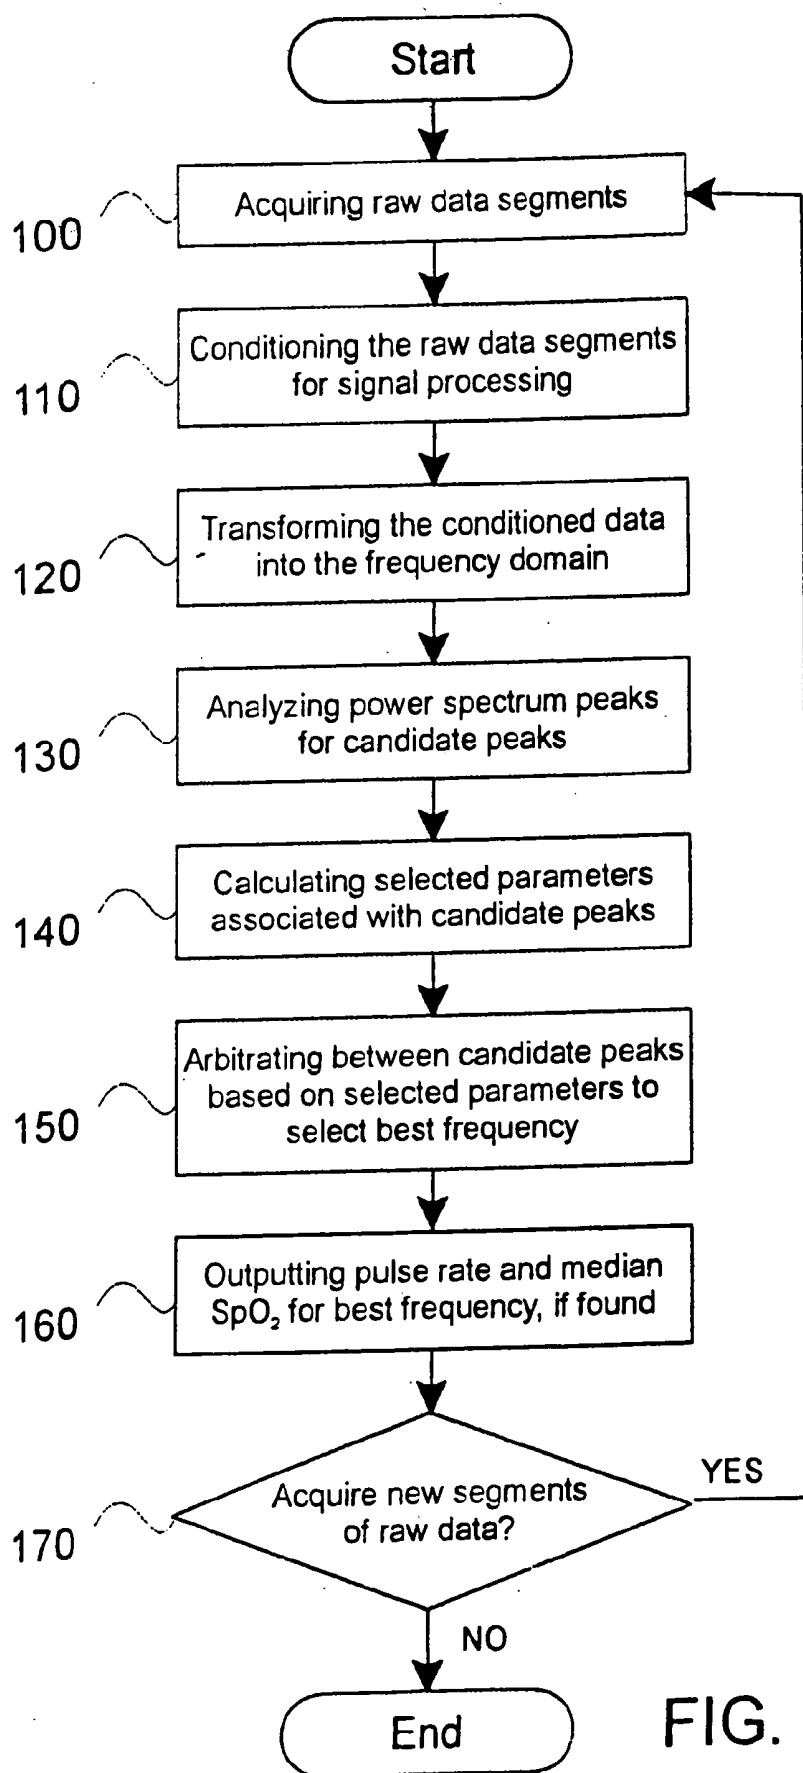 Start
Acquiring raw data segments
100
Conditioning the raw data segments
for signal processing
110
Transforming the conditioned data
into the frequency domain
120
Analyzing power spectrum peaks
for candidate peaks
130
Calculating selected parameters
associated with candidate peaks
140
Arbitrating between candidate peaks
based on selected parameters to
select best frequency
150
Outputting pulse rate and median
SpO₂ for best frequency, if found
160
Acquire new segments
of raw data?
YES
170
NO
End
FIG.